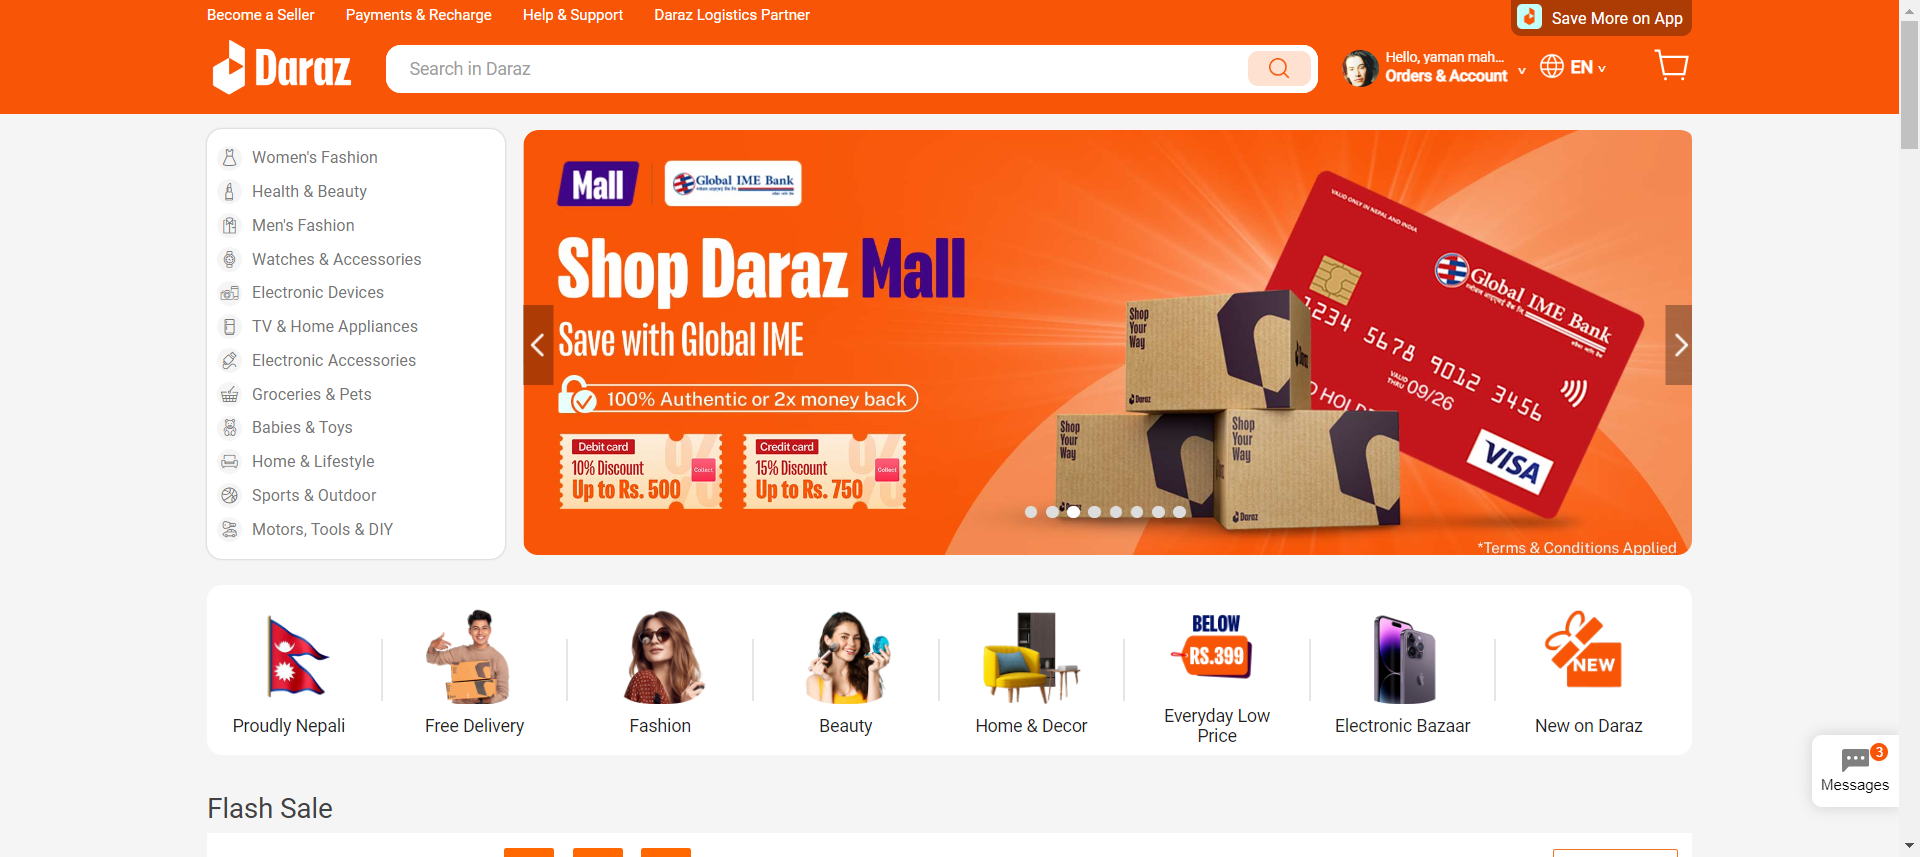 Become a Seller
Payments & Recharge
Help & Support
Daraz Logistics Partner
Save More on App
Daraz
Search in Daraz
Hello, yaman mah...
Orders & Account
EN
Women's Fashion
Health & Beauty
Men's Fashion
Watches & Accessories
Electronic Devices
TV & Home Appliances
Electronic Accessories
Groceries & Pets
Babies & Toys
Home & Lifestyle
Sports & Outdoor
Motors, Tools & DIY
Mall
Global IME Bank
Shop Daraz Mall
Save with Global IME
100% Authentic or 2x money back
Debit card
10% Discount
Up to Rs. 500
Collect
Credit card
15% Discount
Up to Rs. 750
Collect
VALID ONLY IN NEPAL AND INDIA
Global IME Bank
1234 5678 9012 3456
VALID
THRU
09/26
D HOLD
VISA
Shop
Your
Way
Daraz
Daraz
Shop
Your
Way
Shop
Your
Way
Daraz
*Terms & Conditions Applied
Proudly Nepali
Free Delivery
Fashion
Beauty
Home & Decor
BELOW
RS.399
Everyday Low
Price
Electronic Bazaar
NEW
New on Daraz
3
Messages
Flash Sale